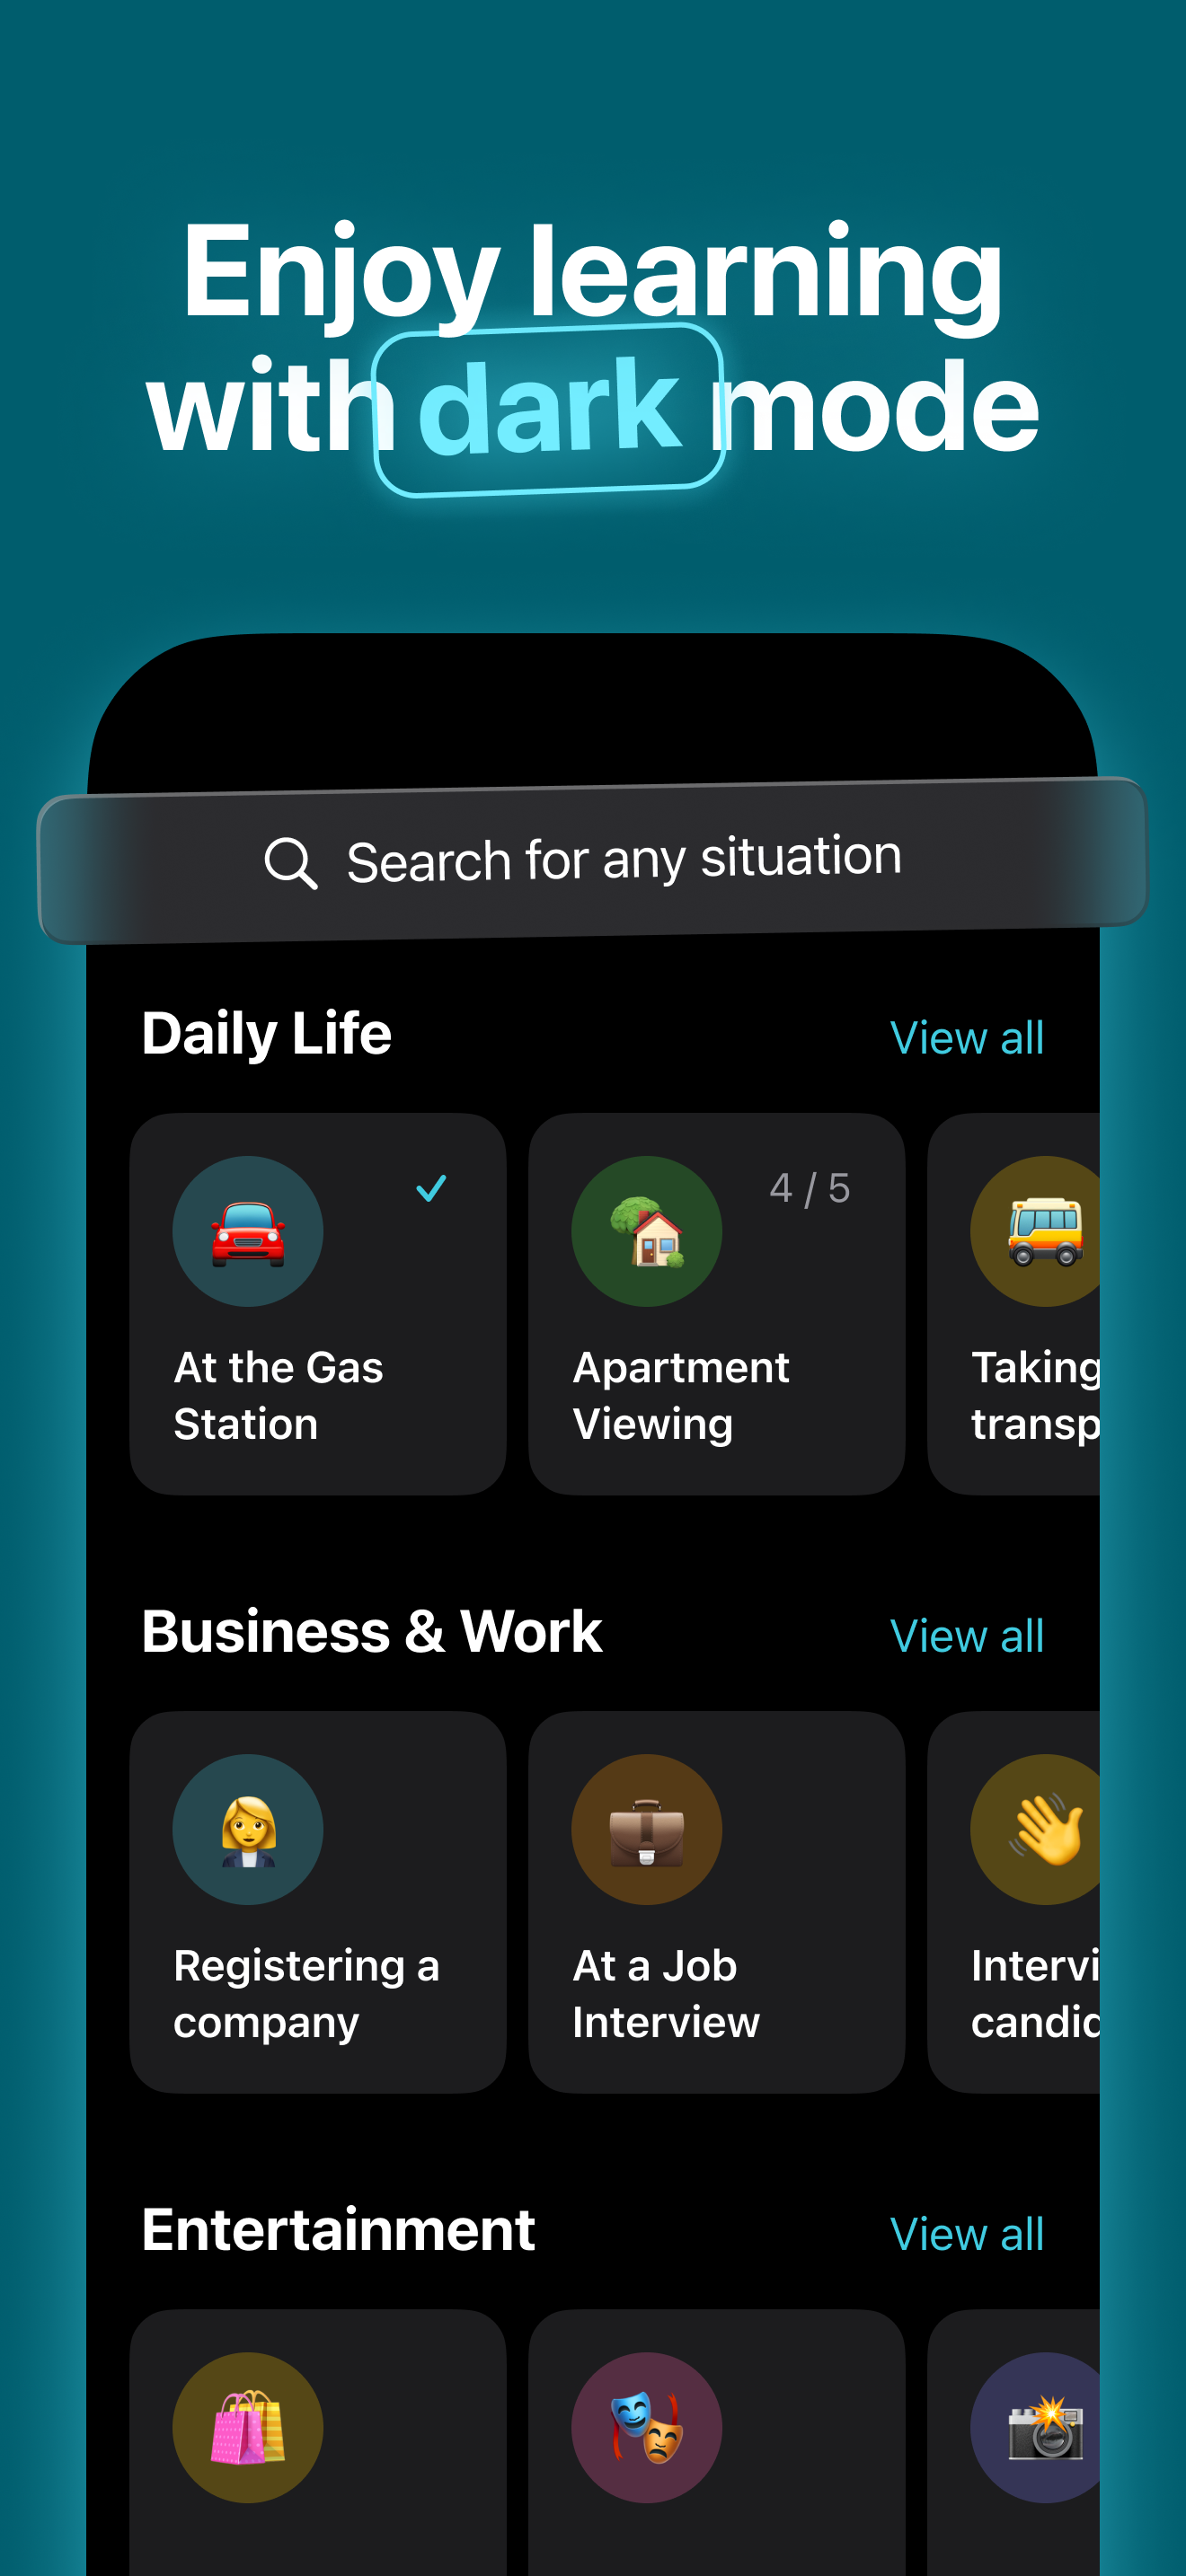 Enjoy learning
with dark mode
Search for any situation
Daily Life
View all
4 / 5
At the Gas
Station
Apartment
Viewing
Taking
transp
Business & Work
View all
Registering a
company
At a Job
Interview
Intervi
candid
Entertainment
View all